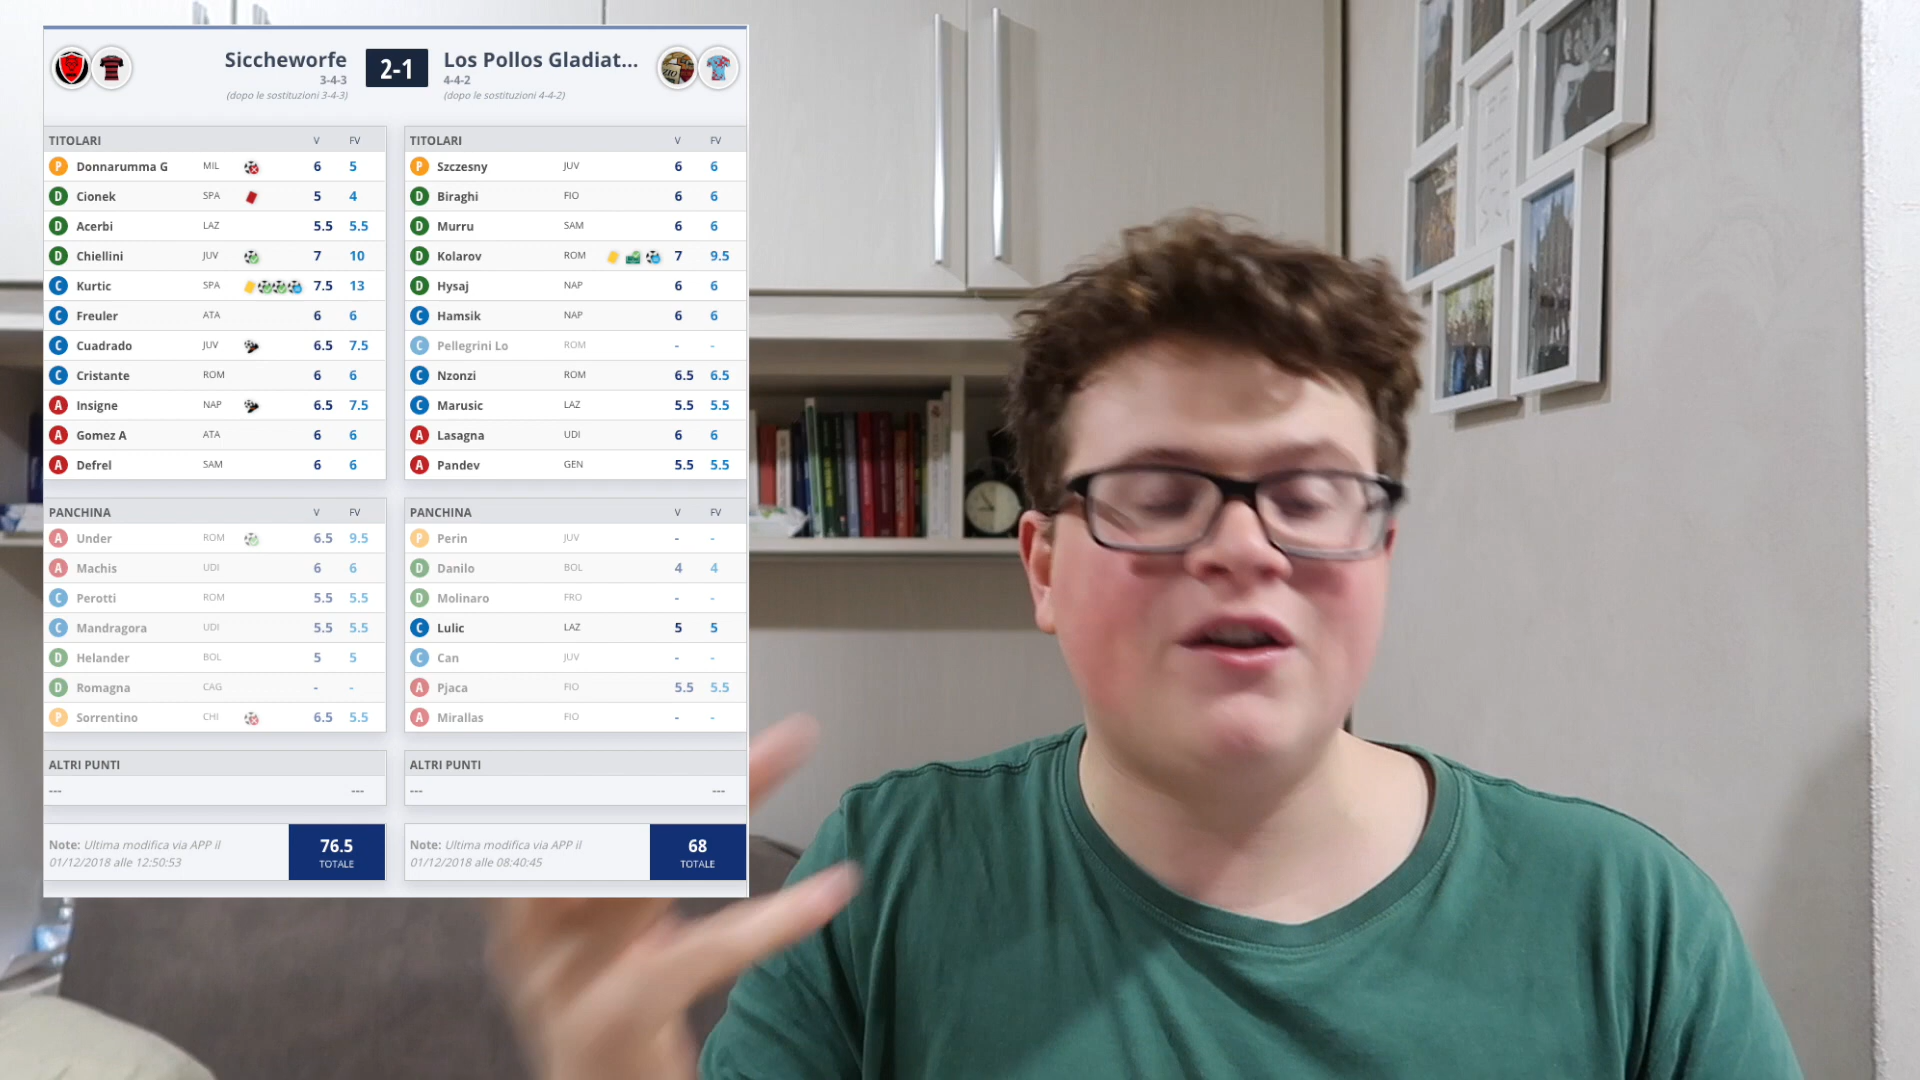 Siccheworfe
3-4-3
(dopo le sostituzioni 3-4-3)
2-1
Los Pollos Gladiat...
4-4-2
(dopo le sostituzioni 4-4-2)
TITOLARI V FV
P Donnarumma G MIL 6 5
D Cionek SPA 5 4
D Acerbi LAZ 5.5 5.5
D Chiellini JUV 7 10
C Kurtic SPA 7.5 13
C Freuler ATA 6 6
C Cuadrado JUV 6.5 7.5
C Cristante ROM 6 6
A Insigne NAP 6.5 7.5
A Gomez A ATA 6 6
A Defrel SAM 6 6
PANCHINA V FV
A Under ROM 6.5 9.5
A Machis UDI 6 6
C Perotti ROM 5.5 5.5
C Mandragora UDI 5.5 5.5
D Helander BOL 5 5
D Romagna CAG - -
P Sorrentino CHI 6.5 5.5
ALTRI PUNTI
--- ---
Note: Ultima modifica via APP il
01/12/2018 alle 12:50:53
76.5
TOTALE
TITOLARI V FV
P Szczesny JUV 6 6
D Biraghi FIO 6 6
D Murru SAM 6 6
D Kolarov ROM 7 9.5
D Hysaj NAP 6 6
C Hamsik NAP 6 6
C Pellegrini Lo ROM - -
C Nzonzi ROM 6.5 6.5
C Marusic LAZ 5.5 5.5
A Lasagna UDI 6 6
A Pandev GEN 5.5 5.5
PANCHINA V FV
P Perin JUV - -
D Danilo BOL 4 4
D Molinaro FRO - -
C Lulic LAZ 5 5
C Can JUV - -
A Pjaca FIO 5.5 5.5
A Mirallas FIO - -
ALTRI PUNTI
--- ---
Note: Ultima modifica via APP il
01/12/2018 alle 08:40:45
68
TOTALE